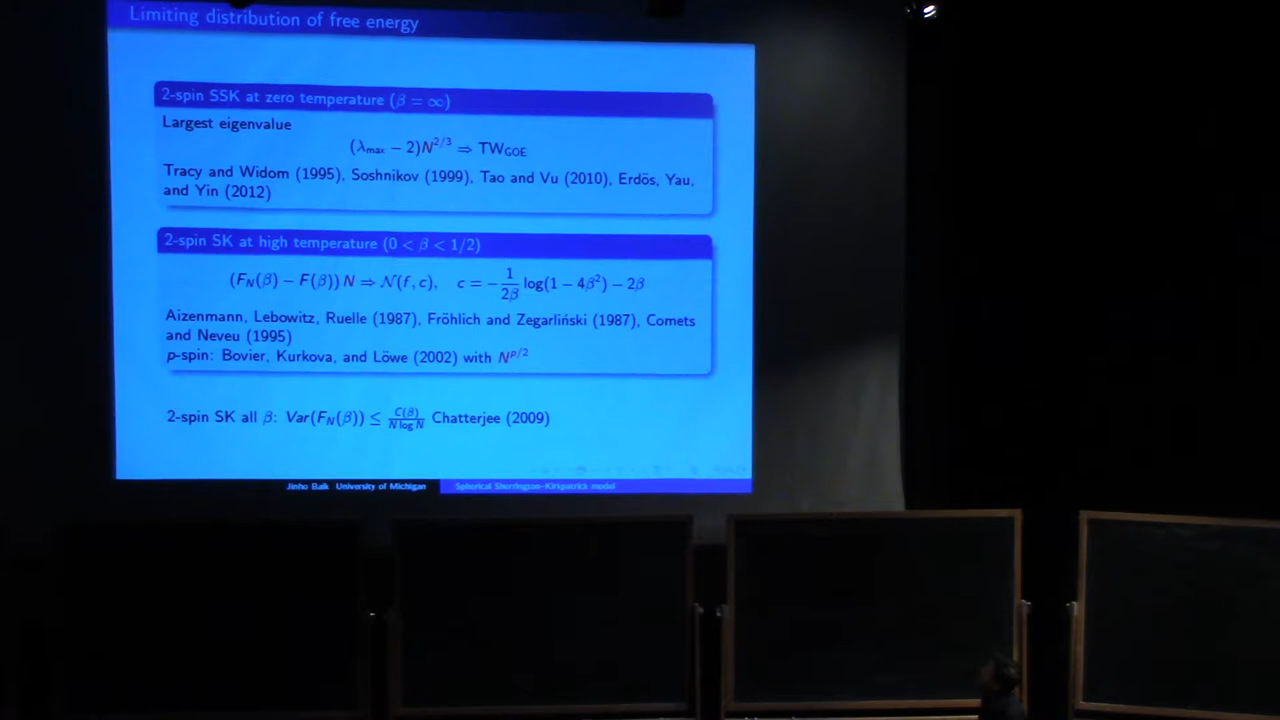 Limiting distribution of free energy
2-spin SSK at zero temperature (β = ∞)
Largest eigenvalue
(λmax − 2)N^{2/3} ⇒ TW_GOE
Tracy and Widom (1995), Soshnikov (1999), Tao and Vu (2010), Erdös, Yau,
and Yin (2012)
2-spin SK at high temperature (0 < β < 1/2)
(F_N(β) − F(β)) N ⇒ 𝒩(f, c),   c = −\frac{1}{2β} log(1 − 4β²) − 2β
Aizenmann, Lebowitz, Ruelle (1987), Fröhlich and Zegarliński (1987), Comets
and Neveu (1995)
p-spin: Bovier, Kurkova, and Löwe (2002) with N^{p/2}
2-spin SK all β: Var(F_N(β)) ≤ \frac{C(β)}{N log N} Chatterjee (2009)
Jinho Baik University of Michigan
Spherical Sherrington-Kirkpatrick model